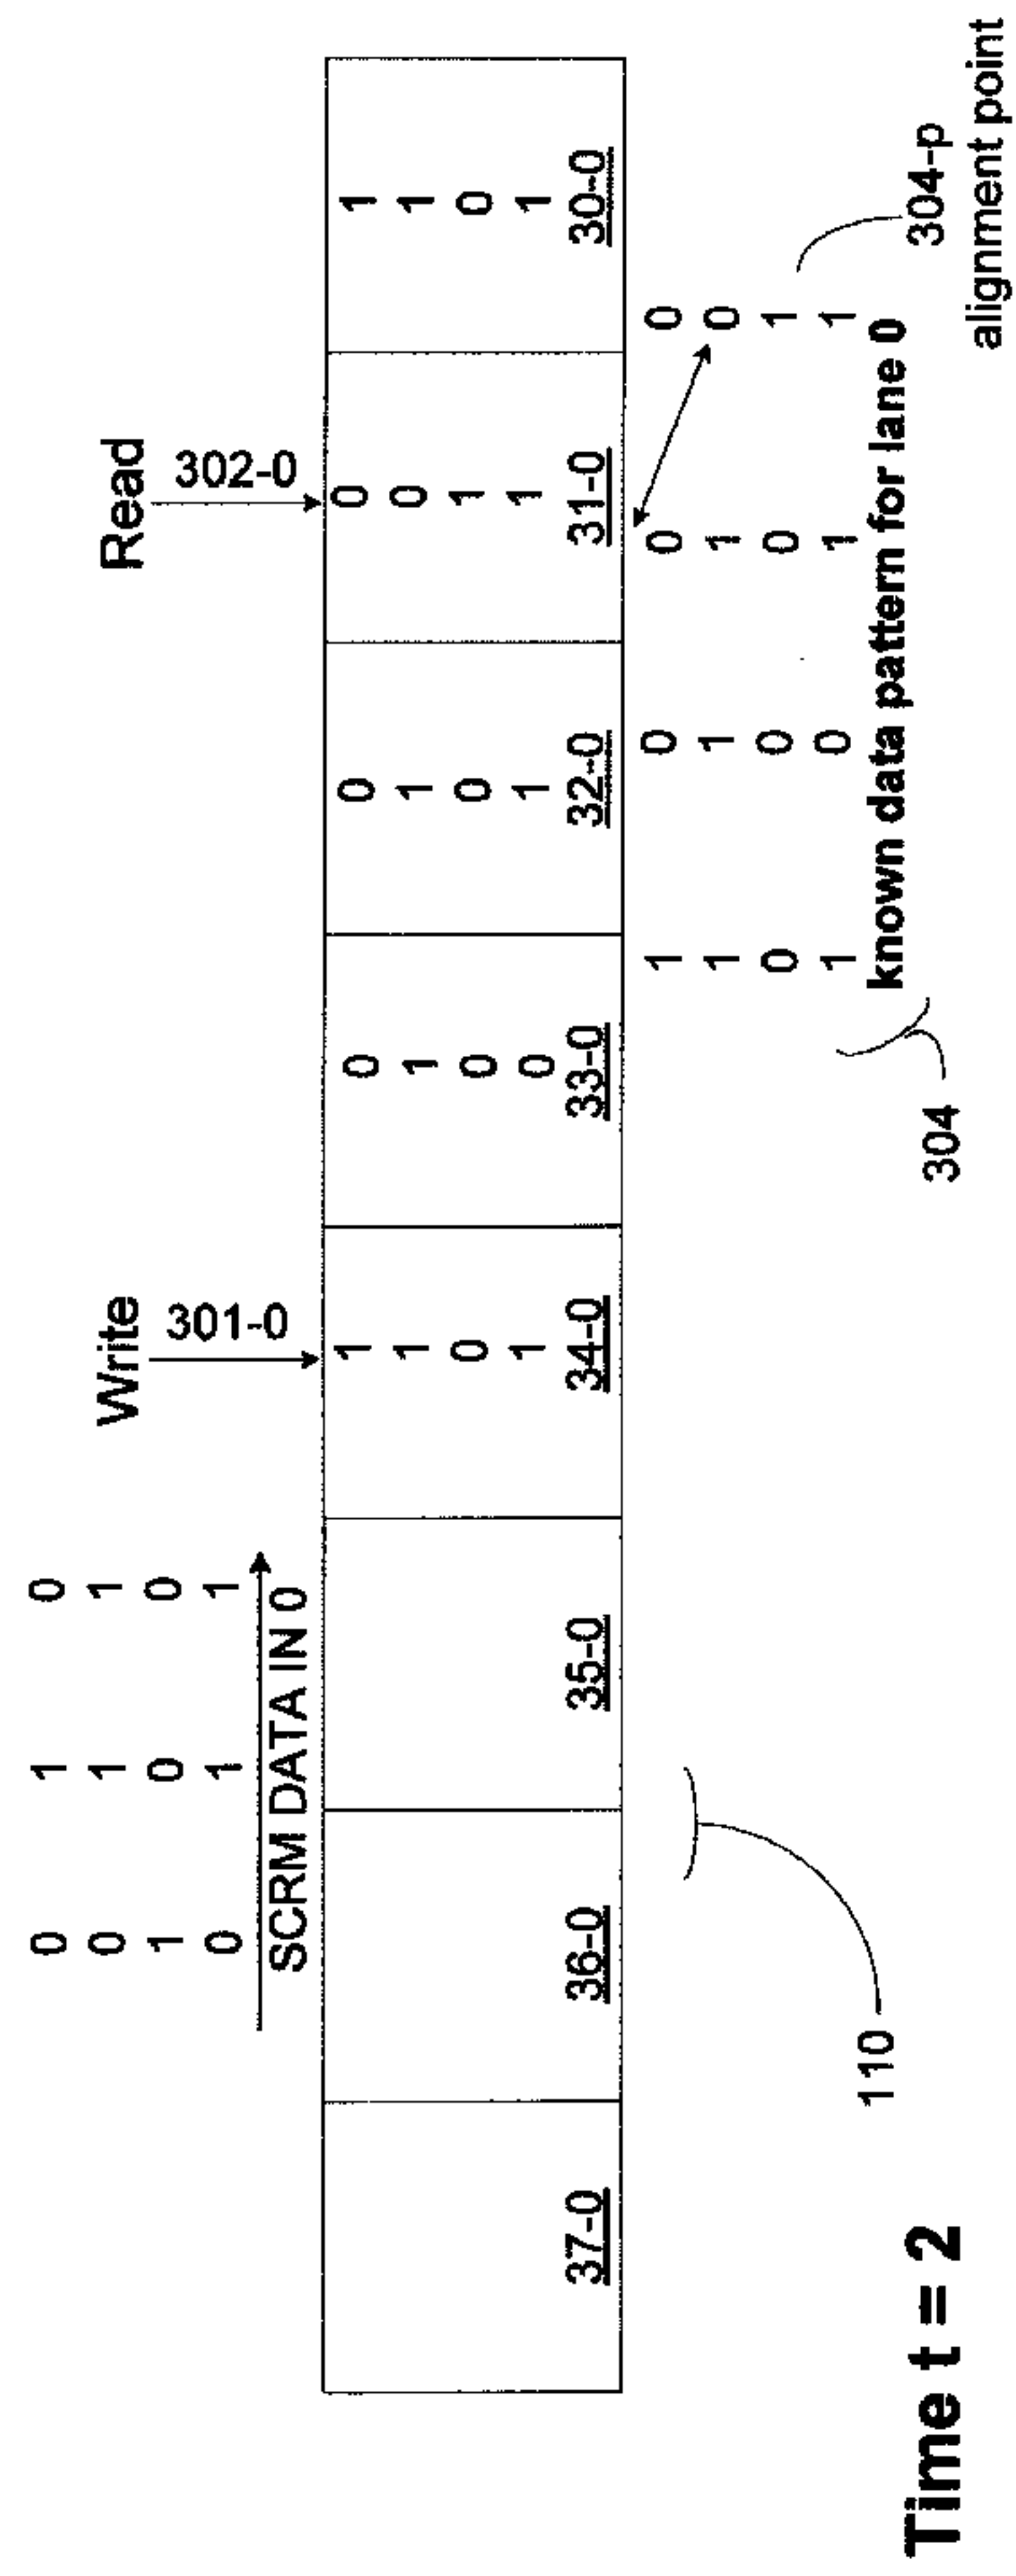 0 1 0
0 1 1
Write Read
1 0 0
0 1 1
301-0 302-0
SCRM DATA IN 0
1 0 0 0 1
1 1 1 0 1
0 0 0 1 0
1 0 1 1 1
37-0 36-0 35-0 34-0 33-0 32-0 31-0 30-0
1 0 0 0
1 1 1 0
0 0 0 1
1 0 1 1
known data pattern for lane 0
110
304
304-p
alignment point
Time t = 2